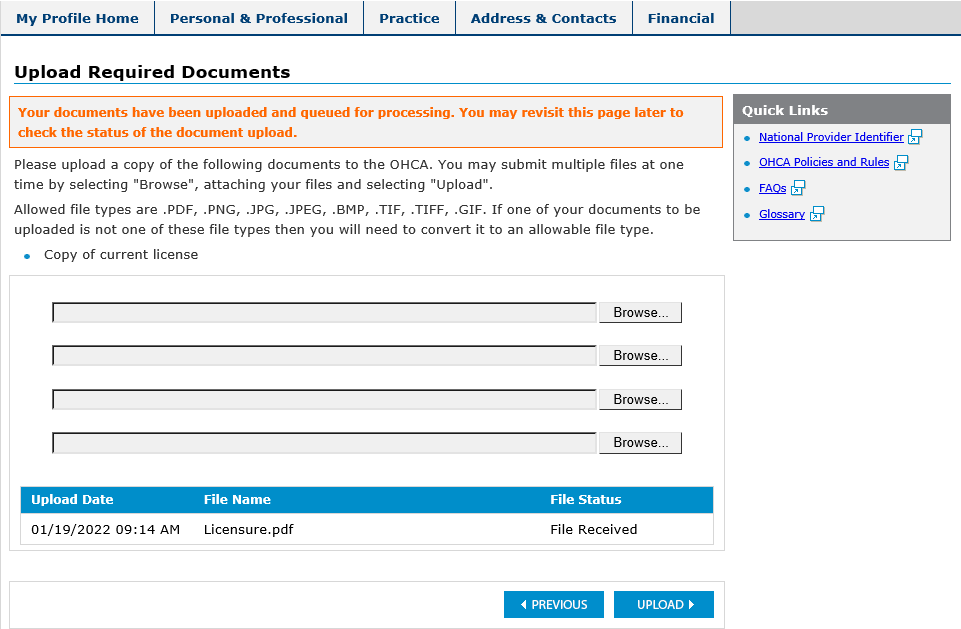 My Profile Home Personal & Professional Practice Address & Contacts Financial
Upload Required Documents
Your documents have been uploaded and queued for processing. You may revisit this page later to
check the status of the document upload.
Please upload a copy of the following documents to the OHCA. You may submit multiple files at one
time by selecting "Browse", attaching your files and selecting "Upload".
Allowed file types are .PDF, .PNG, .JPG, .JPEG, .BMP, .TIF, .TIFF, .GIF. If one of your documents to be
uploaded is not one of these file types then you will need to convert it to an allowable file type.
Copy of current license
Browse...
Browse...
Browse...
Browse...
Upload Date File Name File Status
01/19/2022 09:14 AM Licensure.pdf File Received
PREVIOUS UPLOAD
Quick Links
National Provider Identifier
OHCA Policies and Rules
FAQs
Glossary